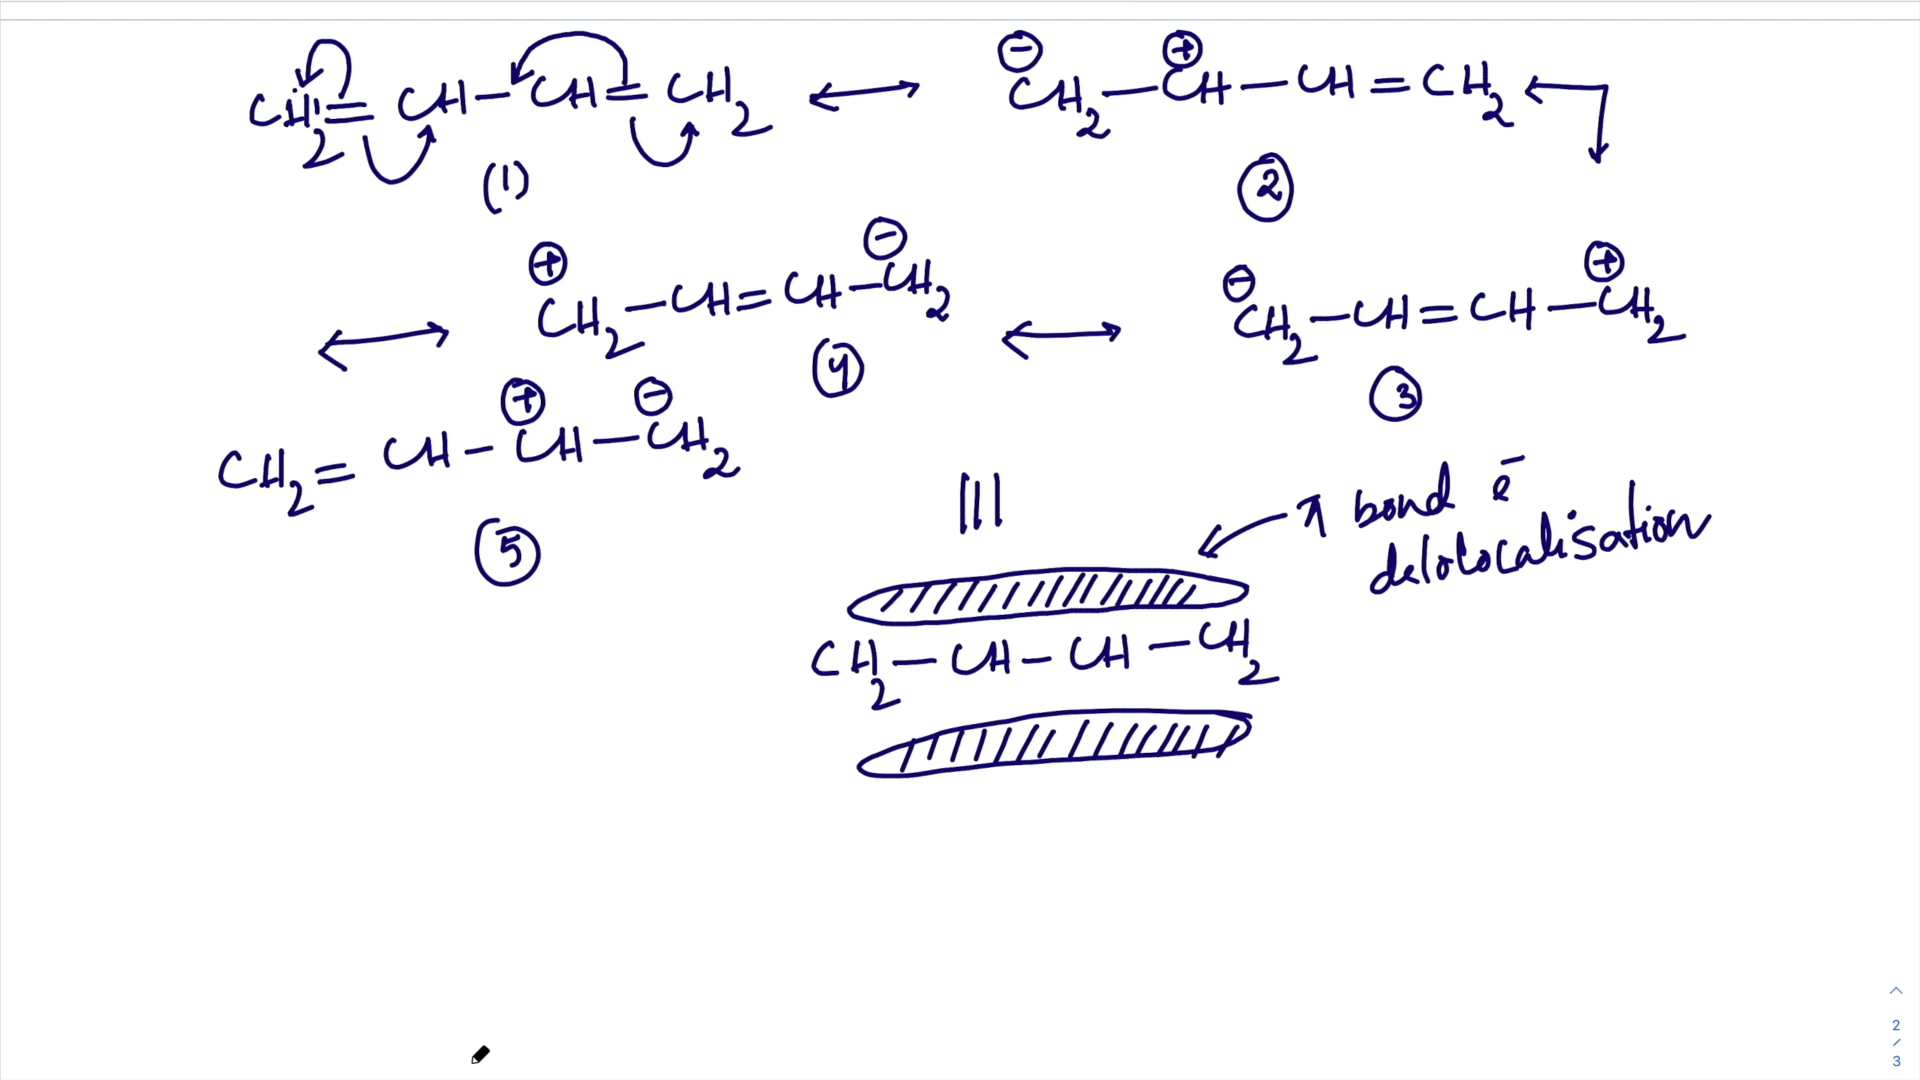 CH₂=CH-CH=CH₂ ↔ ⊖CH₂-⊕CH-CH=CH₂ ↔
(1) ②
↔ ⊕CH₂-CH=CH-⊖CH₂ ↔ ⊖CH₂-CH=CH-⊕CH₂
④ ③
CH₂=CH-⊕CH-⊖CH₂
⑤
|||
π bond e⁻
delolocalisation
CH₂-CH-CH-CH₂
2
/
3